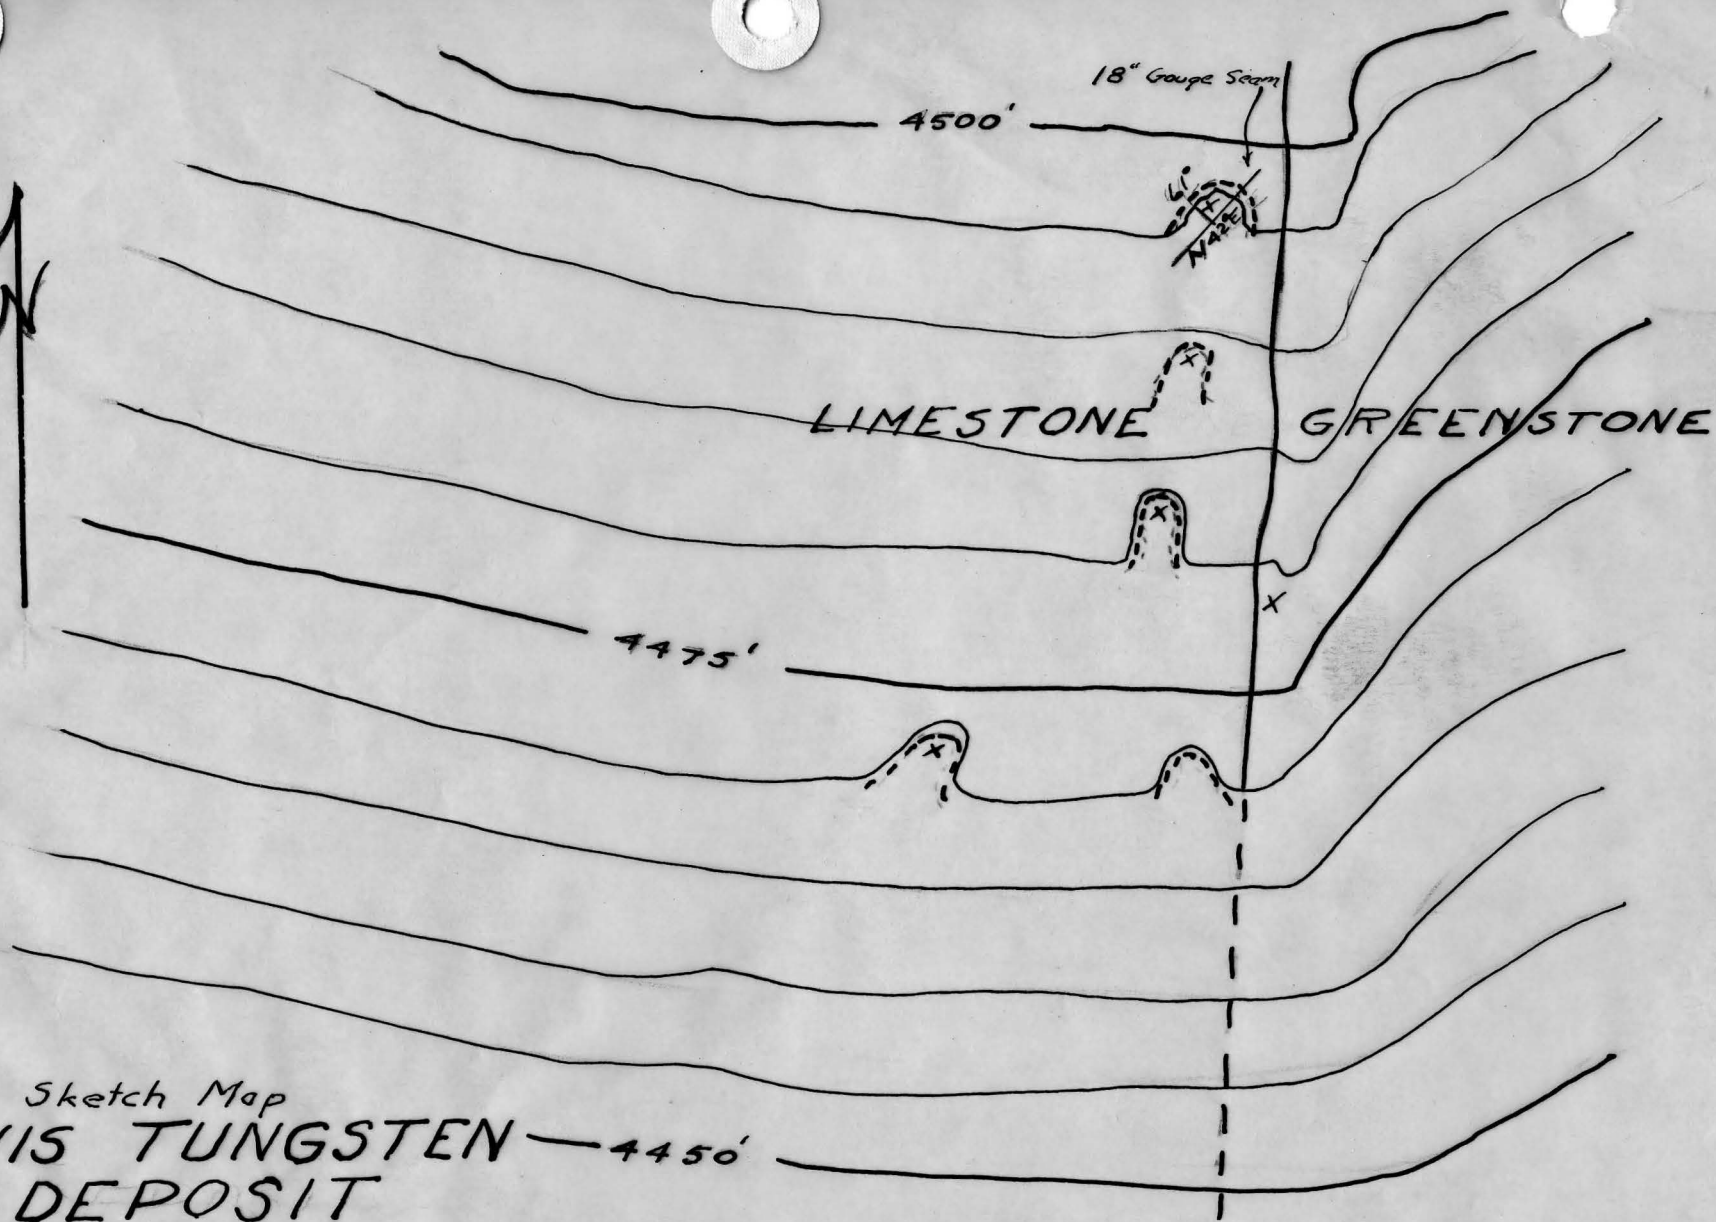 18" Gouge Seam
4500'
N42E
N
LIMESTONE GREENSTONE
4475'
Sketch Map
TUNGSTEN
4450'
DEPOSIT